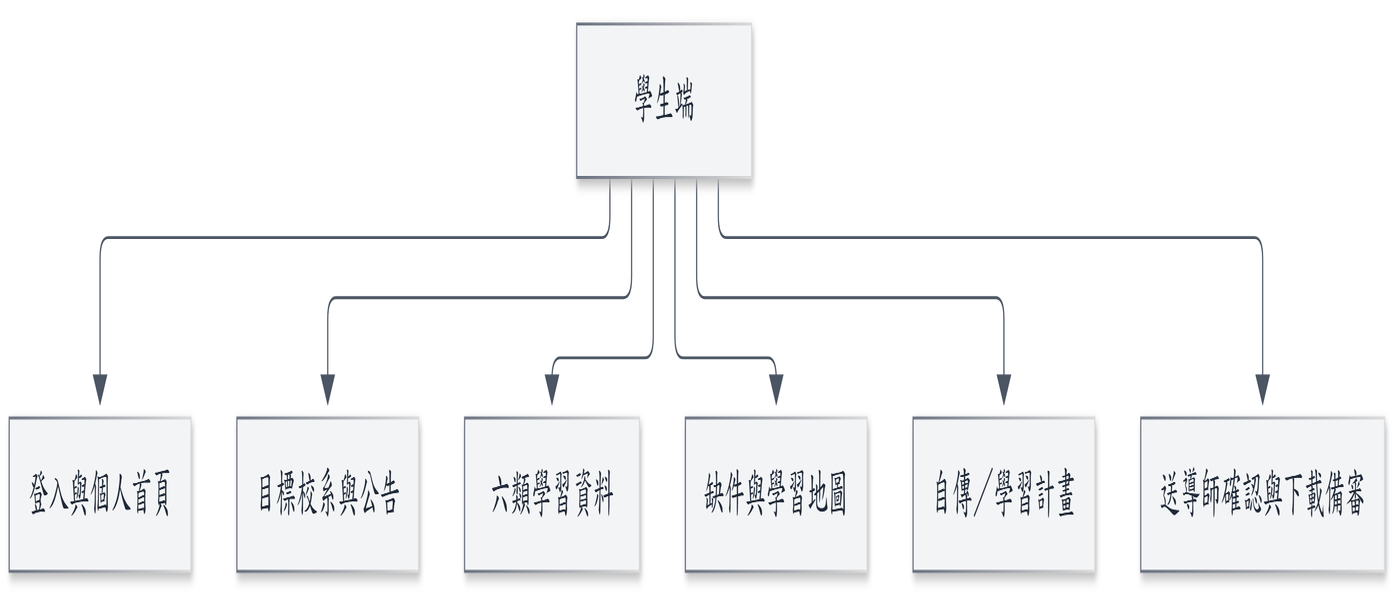 學生端
登入與個人首頁
目標校系與公告
六類學習資料
缺件與學習地圖
自傳/學習計畫
送導師確認與下載備審